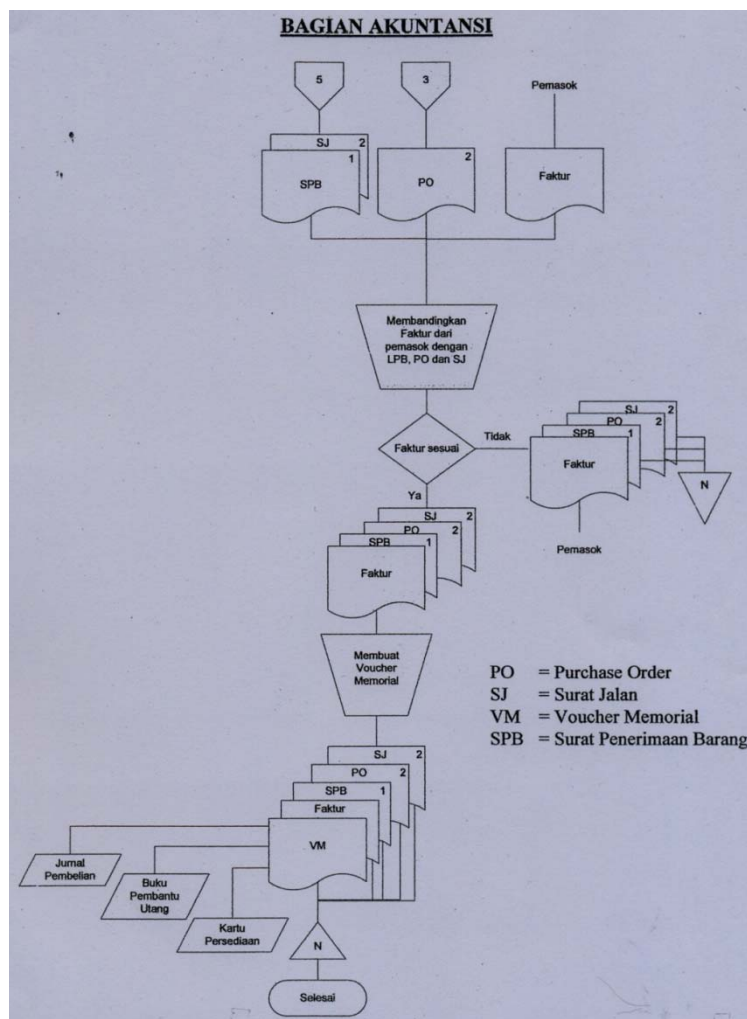 BAGIAN AKUNTANSI
5
3
Pemasok
SJ 2
1
SPB
2
PO
Faktur
Membandingkan
Faktur dari
pemasok dengan
LPB, PO dan SJ
Faktur sesuai
Tidak
SJ 2
PO 2
SPB 1
Faktur
N
Pemasok
Ya
SJ 2
PO 2
SPB 1
Faktur
Membuat
Voucher
Memorial
PO = Purchase Order
SJ = Surat Jalan
VM = Voucher Memorial
SPB = Surat Penerimaan Barang
SJ 2
PO 2
SPB 1
Faktur
VM
Jurnal
Pembelian
Buku
Pembantu
Utang
Kartu
Persediaan
N
Selesai